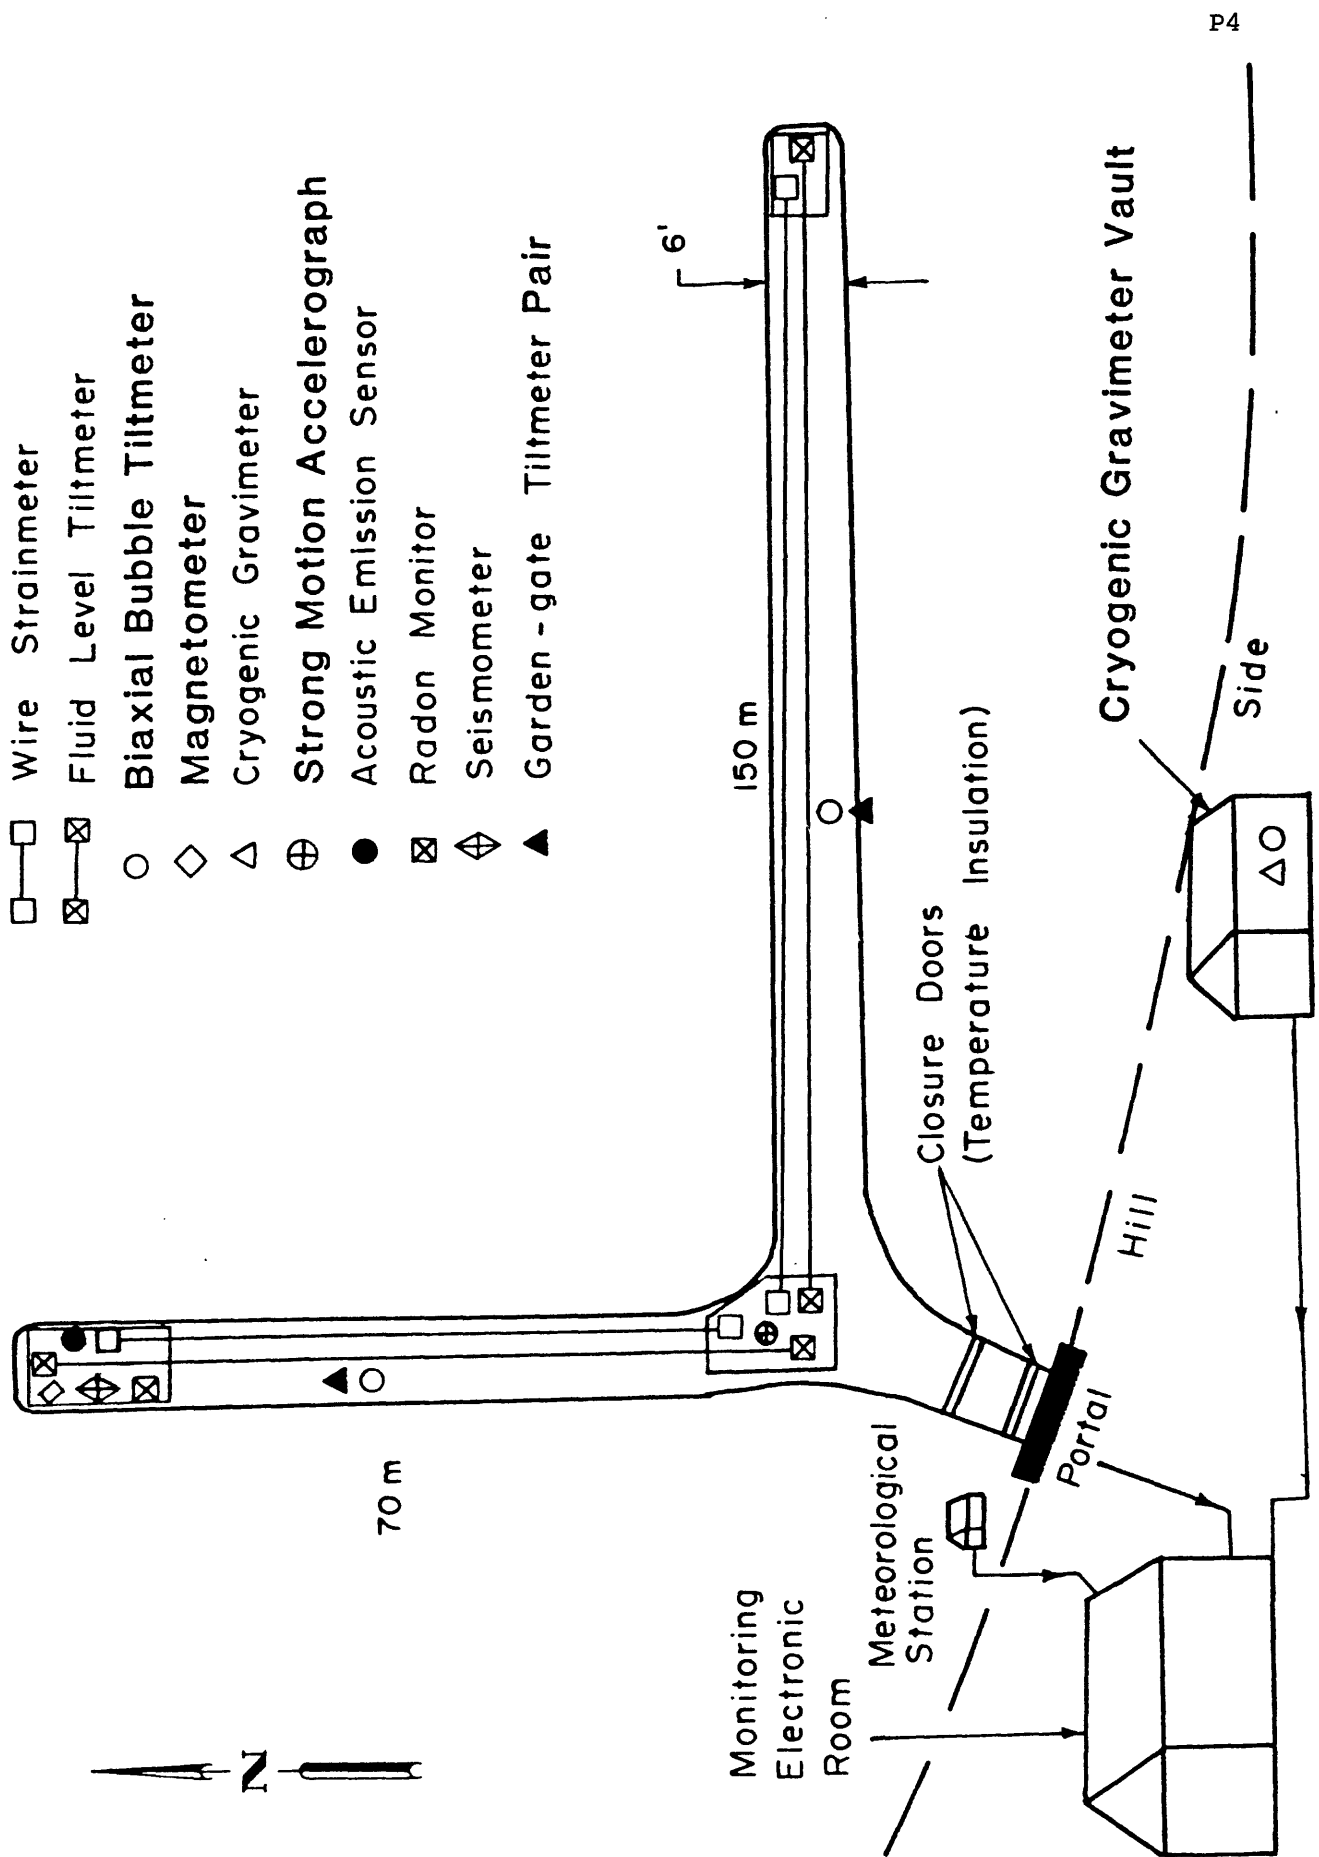 P4
Wire Strainmeter
Fluid Level Tiltmeter
Biaxial Bubble Tiltmeter
Magnetometer
Cryogenic Gravimeter
Strong Motion Accelerograph
Acoustic Emission Sensor
Radon Monitor
Seismometer
Garden-gate Tiltmeter Pair
6'
150 m
70 m
N
Closure Doors
(Temperature Insulation)
Cryogenic Gravimeter Vault
Hill
Side
Portal
Meteorological
Station
Monitoring
Electronic
Room